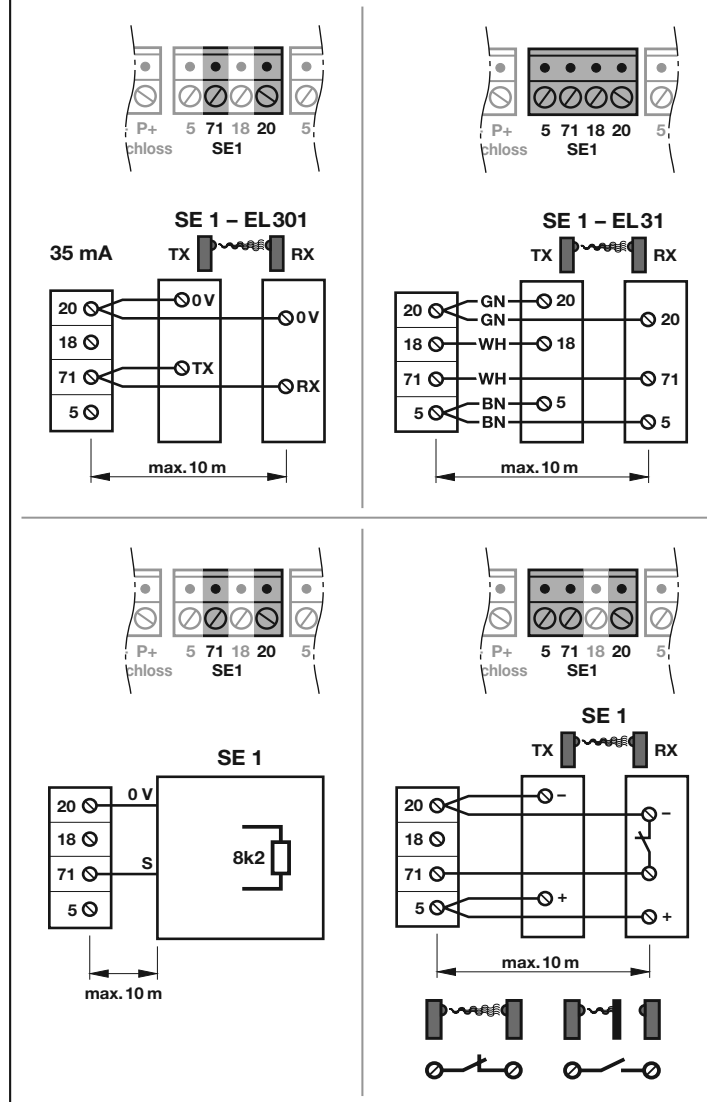 P+ 5 71 18 20 5
chloss SE1
SE 1 – EL301
35 mA TX RX
20 0 V
0 V
18
71 TX
RX
5
max. 10 m
P+ 5 71 18 20 5
chloss SE1
SE 1 – EL31
TX RX
20 GN 20
GN 20
18 WH 18
71 WH 71
5 BN 5
BN 5
max. 10 m
P+ 5 71 18 20 5
chloss SE1
SE 1
20 0 V
18
8k2
71 S
5
max. 10 m
P+ 5 71 18 20 5
chloss SE1
SE 1
TX RX
20 –
–
18
71
5 +
+
max. 10 m